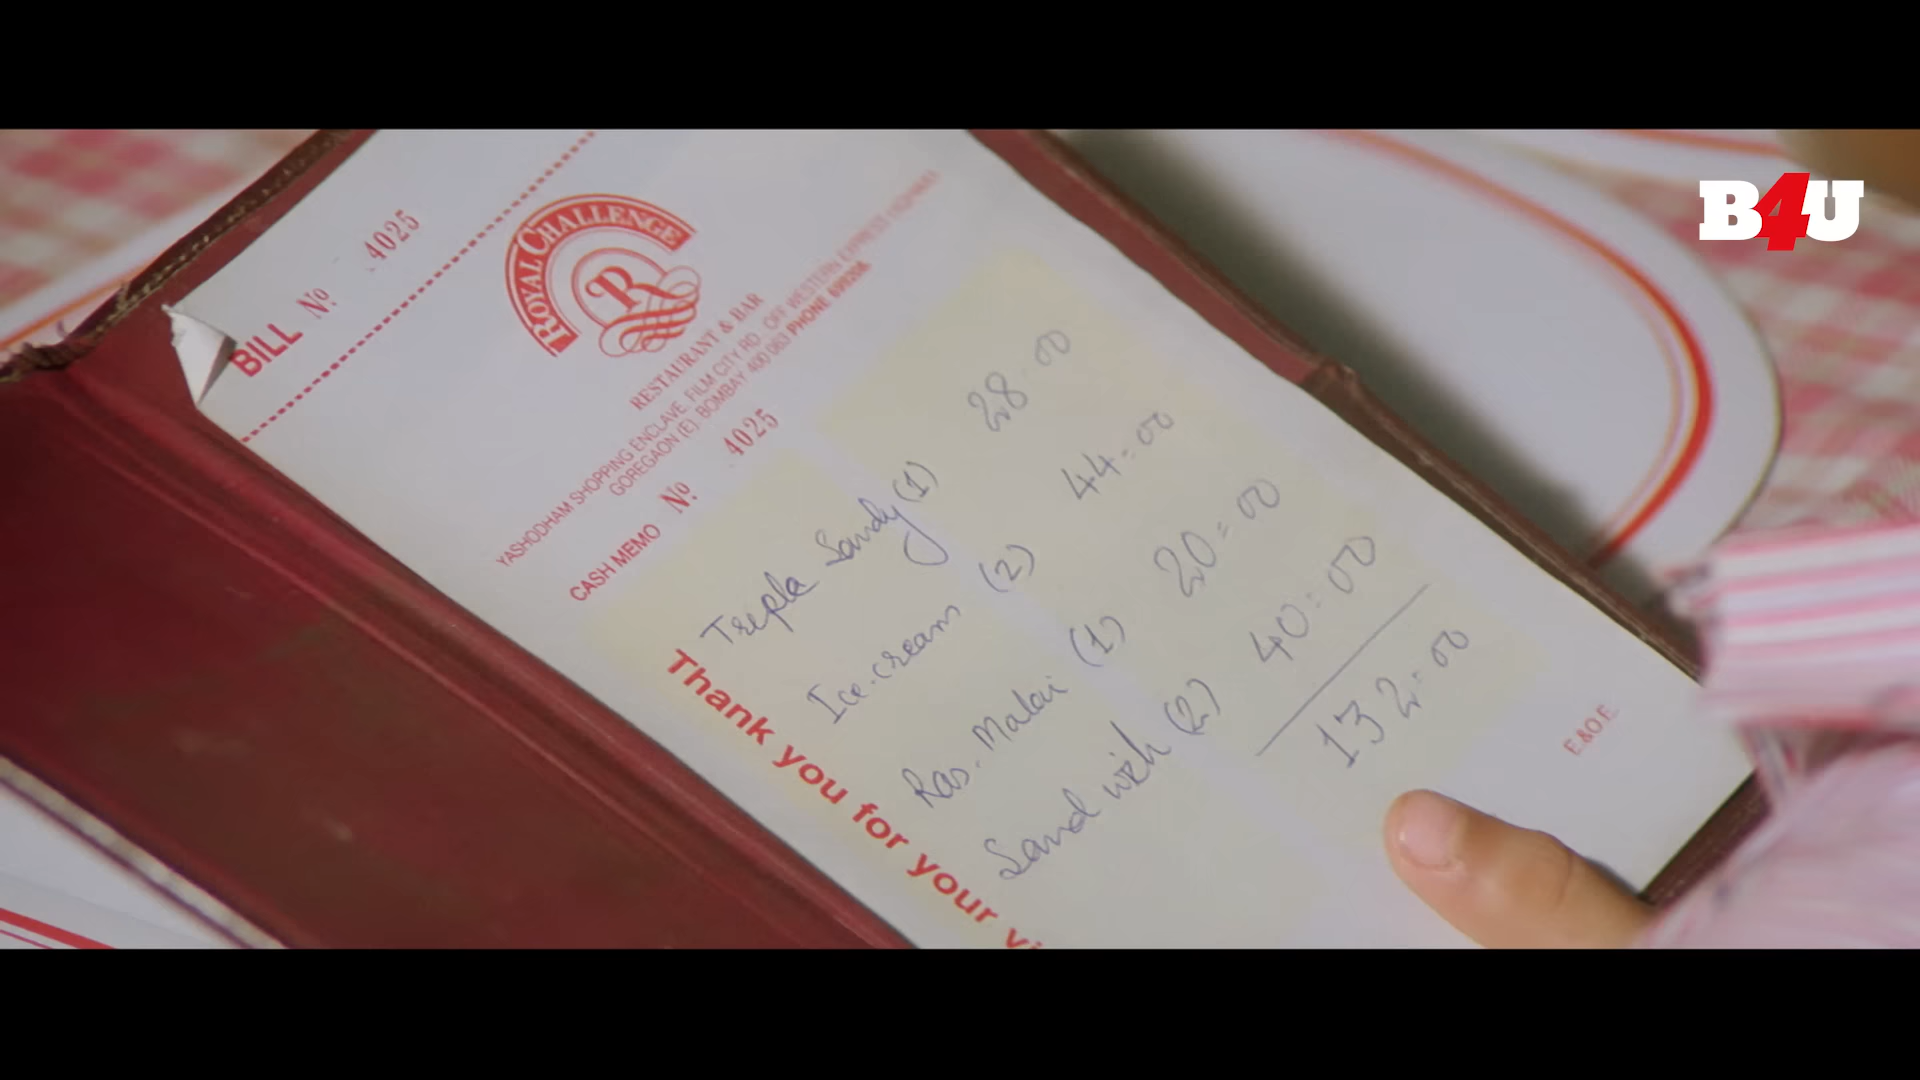 BILL Nº 4025
ROYAL CHALLENGE
R
RESTAURANT & BAR
YASHODHAM SHOPPING ENCLAVE, FILM CITY RD., OFF WESTERN EXPRESS HIGHWAY
GOREGAON (E), BOMBAY 400 063 PHONE
CASH MEMO Nº 4025
Trepla Sandy (1) 28-00
Ice.cream (2) 44=00
Ras.Malai (1) 20=00
Sandwich (2) 40=00
132-00
Thank you for your
E.&O.E.
B4U